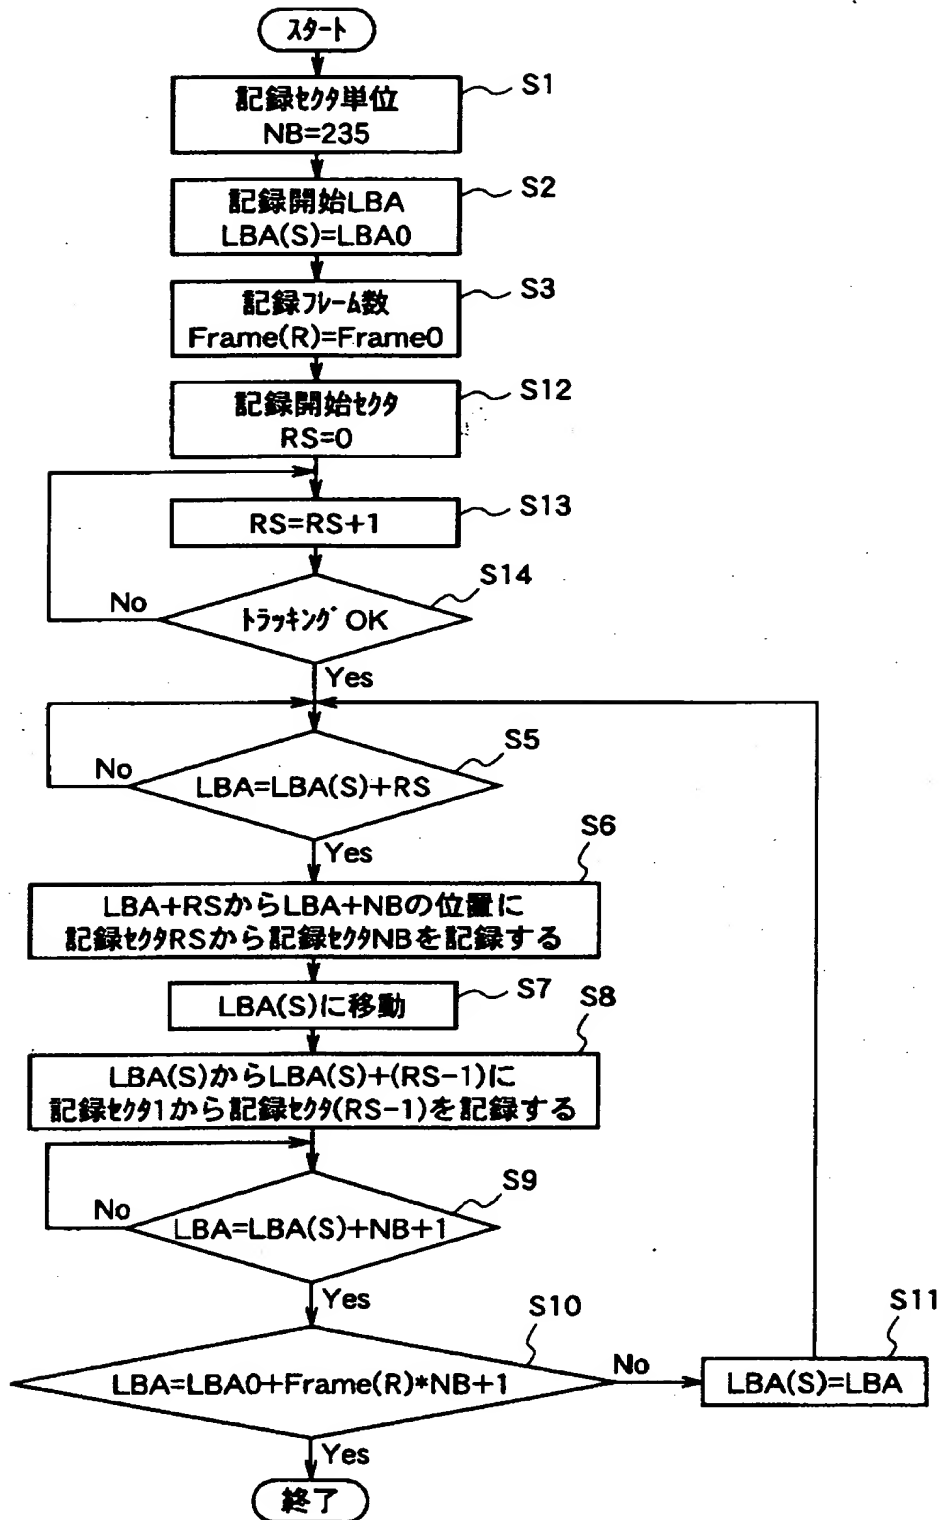 スタート
S1
記録セクタ単位
NB=235
S2
記録開始LBA
LBA(S)=LBA0
S3
記録フレーム数
Frame(R)=Frame0
S12
記録開始セクタ
RS=0
S13
RS=RS+1
S14
No
トラッキング OK
Yes
S5
No
LBA=LBA(S)+RS
Yes
S6
LBA+RSからLBA+NBの位置に
記録セクタRSから記録セクタNBを記録する
S7
LBA(S)に移動
S8
LBA(S)からLBA(S)+(RS-1)に
記録セクタ1から記録セクタ(RS-1)を記録する
S9
No
LBA=LBA(S)+NB+1
Yes
S10
S11
LBA=LBA0+Frame(R)*NB+1
No
LBA(S)=LBA
Yes
終了